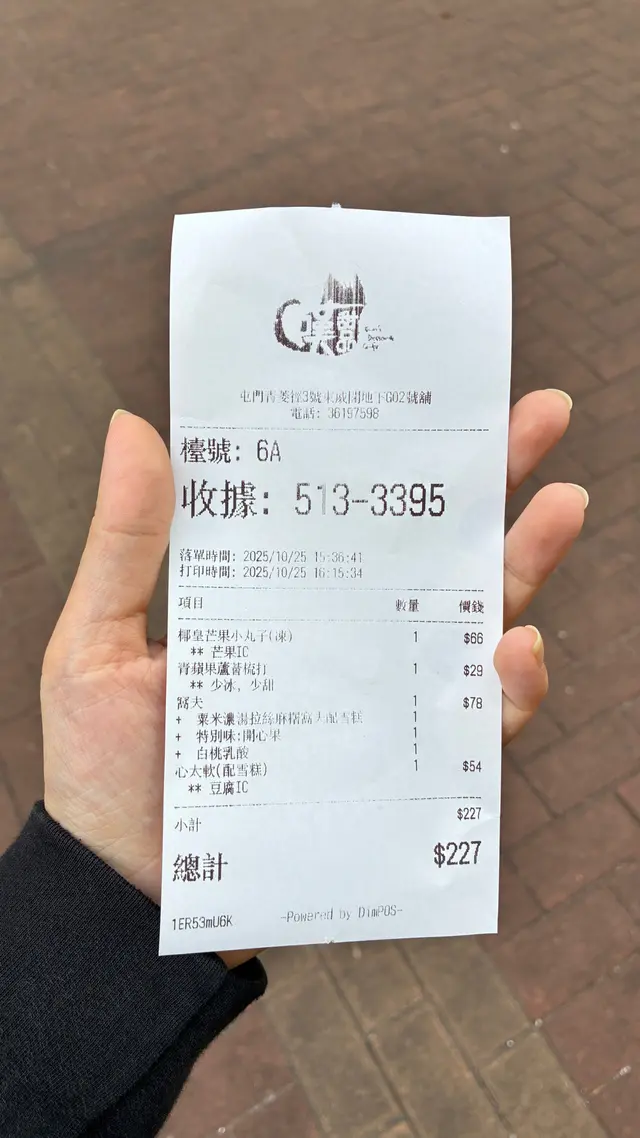 嘆甜品
屯門青菱徑3號東威閣地下G02號舖
電話: 36197598
檯號: 6A
收據: 513-3395
落單時間: 2025/10/25 15:36:41
打印時間: 2025/10/25 16:15:34
項目 數量 價錢
椰皇芒果小丸子(凍) 1 $66
** 芒果IC
青蘋果蘆薈梳打 1 $29
** 少冰, 少甜
窩夫 1 $78
+ 粟米濃湯拉絲麻糬窩夫配雪糕 1
+ 特別味:開心果 1
+ 白桃乳酸 1
心太軟(配雪糕) 1 $54
** 豆腐IC
小計 $227
總計 $227
1ER53mU6K -Powered by DimPOS-